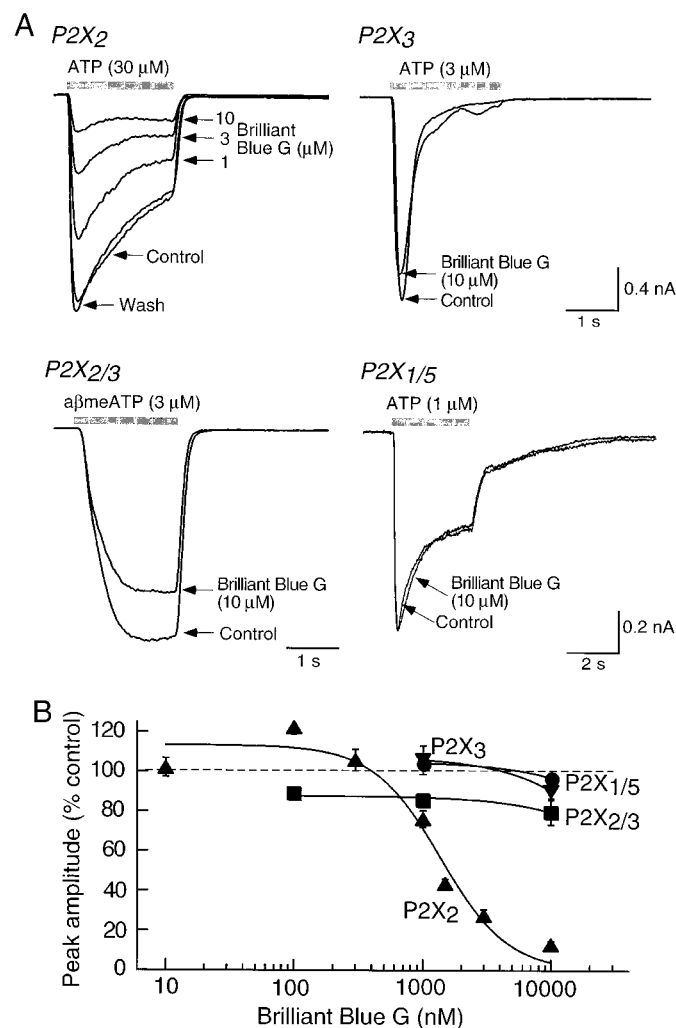 A
P2X2
ATP (30 µM)
10
3 Brilliant
Blue G (µM)
1
Control
Wash
P2X3
ATP (3 µM)
Brilliant Blue G
(10 µM)
Control
0.4 nA
1 s
P2X2/3
aβmeATP (3 µM)
Brilliant Blue G
(10 µM)
Control
1 s
P2X1/5
ATP (1 µM)
Brilliant Blue G
(10 µM)
Control
0.2 nA
2 s
B
Peak amplitude (% control)
120
100
80
60
40
20
0
P2X3
P2X1/5
P2X2/3
P2X2
10 100 1000 10000
Brilliant Blue G (nM)